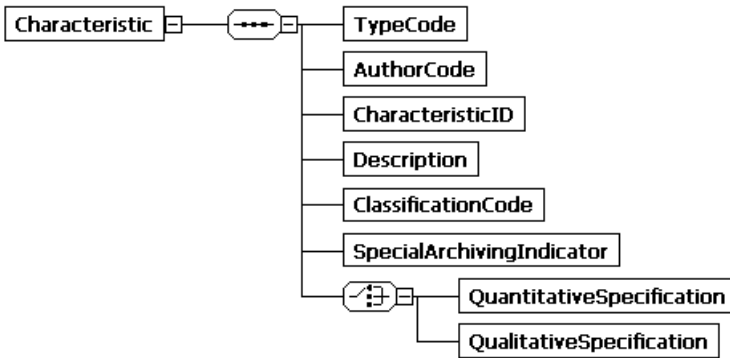 Characteristic
TypeCode
AuthorCode
CharacteristicID
Description
ClassificationCode
SpecialArchivingIndicator
QuantitativeSpecification
QualitativeSpecification